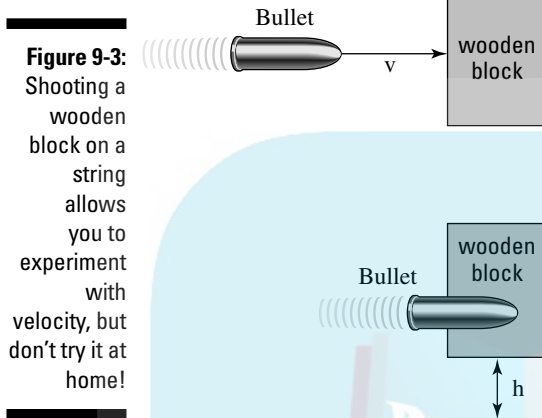 Figure 9-3:
Shooting a
wooden
block on a
string
allows
you to
experiment
with
velocity, but
don't try it at
home!
Bullet
v
wooden
block
Bullet
wooden
block
h